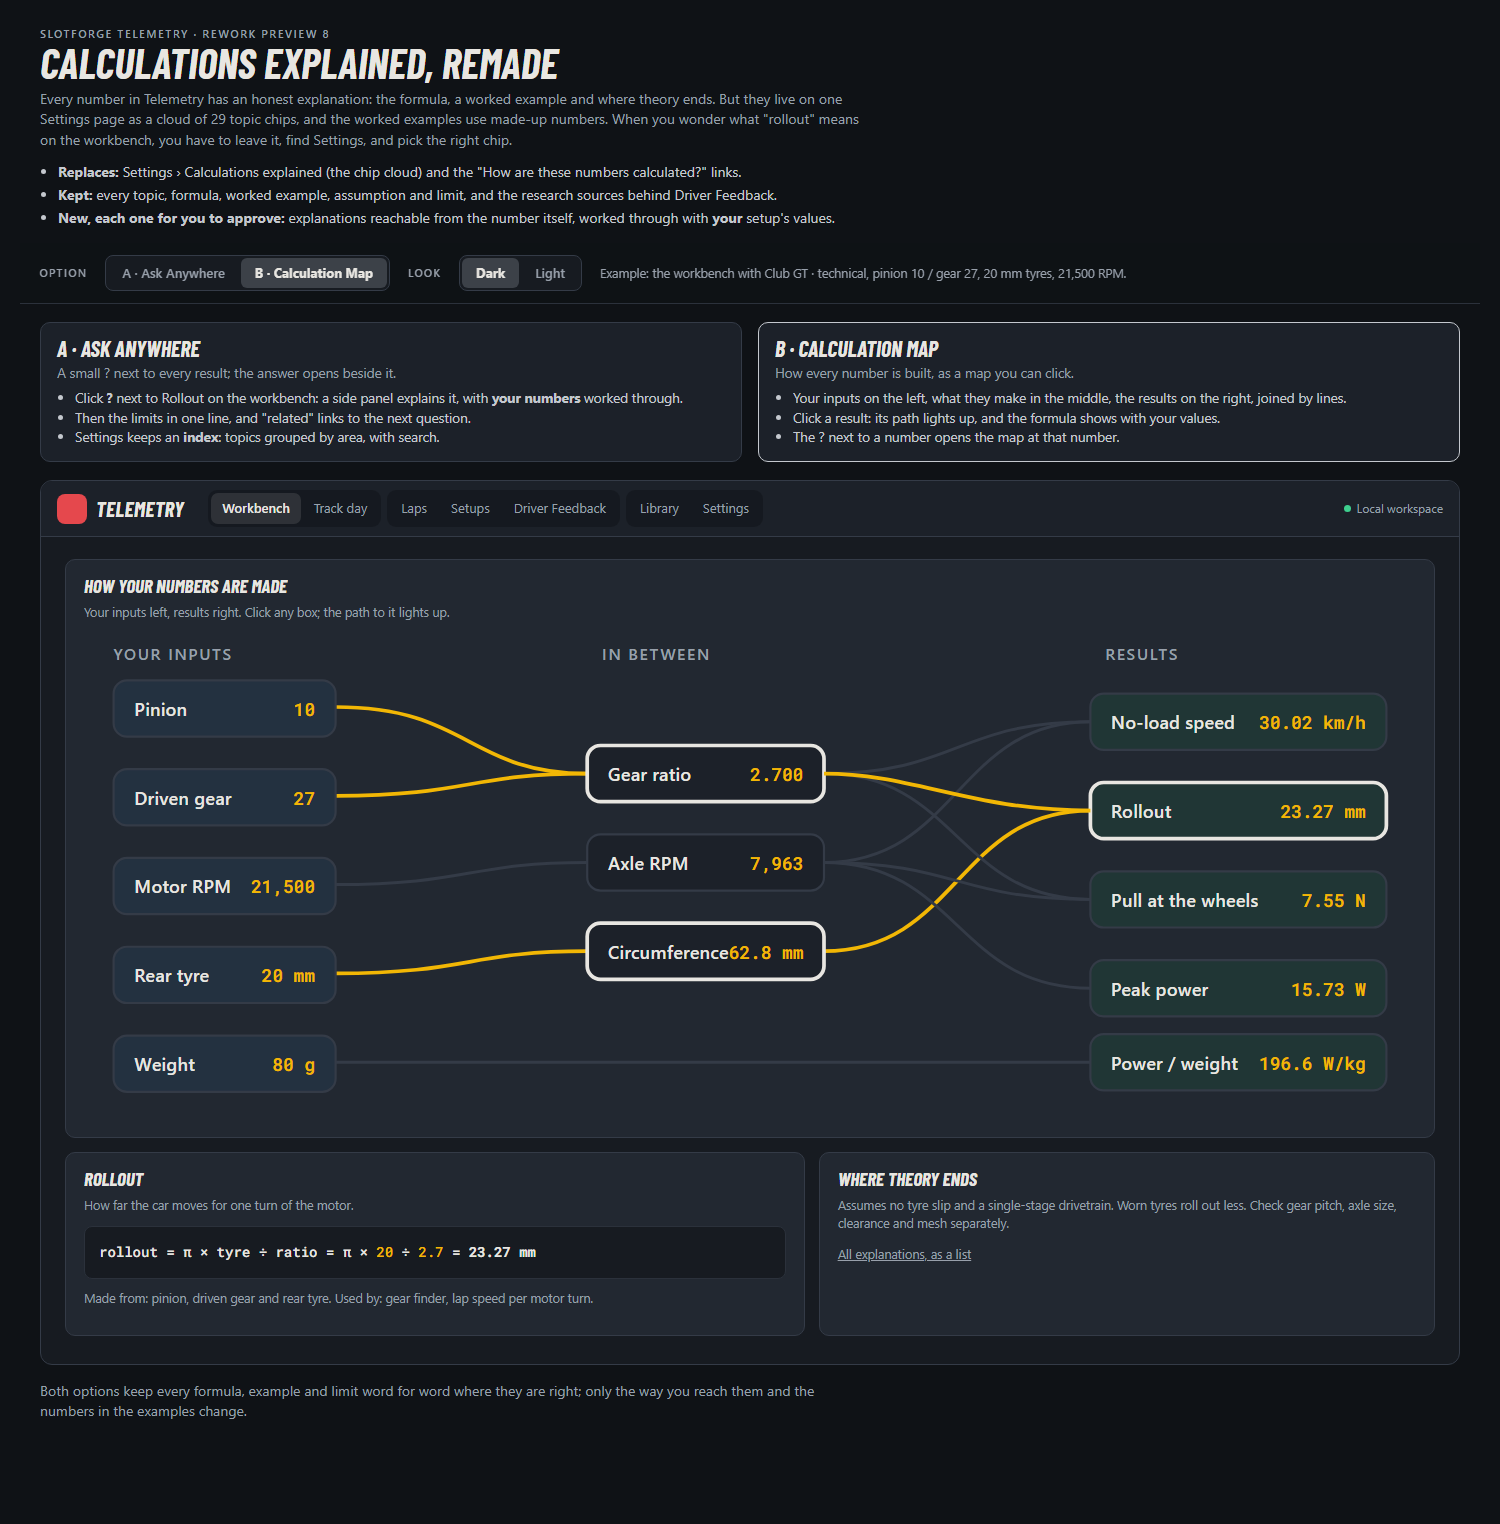 SLOTFORGE TELEMETRY · REWORK PREVIEW 8
CALCULATIONS EXPLAINED, REMADE
Every number in Telemetry has an honest explanation: the formula, a worked example and where theory ends. But they live on one
Settings page as a cloud of 29 topic chips, and the worked examples use made-up numbers. When you wonder what "rollout" means
on the workbench, you have to leave it, find Settings, and pick the right chip.
• Replaces: Settings › Calculations explained (the chip cloud) and the "How are these numbers calculated?" links.
• Kept: every topic, formula, worked example, assumption and limit, and the research sources behind Driver Feedback.
• New, each one for you to approve: explanations reachable from the number itself, worked through with your setup's values.
OPTION A · Ask Anywhere B · Calculation Map LOOK Dark Light Example: the workbench with Club GT · technical, pinion 10 / gear 27, 20 mm tyres, 21,500 RPM.
A · ASK ANYWHERE
A small ? next to every result; the answer opens beside it.
• Click ? next to Rollout on the workbench: a side panel explains it, with your numbers worked through.
• Then the limits in one line, and "related" links to the next question.
• Settings keeps an index: topics grouped by area, with search.
B · CALCULATION MAP
How every number is built, as a map you can click.
• Your inputs on the left, what they make in the middle, the results on the right, joined by lines.
• Click a result: its path lights up, and the formula shows with your values.
• The ? next to a number opens the map at that number.
TELEMETRY Workbench Track day Laps Setups Driver Feedback Library Settings Local workspace
HOW YOUR NUMBERS ARE MADE
Your inputs left, results right. Click any box; the path to it lights up.
YOUR INPUTS
Pinion 10
Driven gear 27
Motor RPM 21,500
Rear tyre 20 mm
Weight 80 g
IN BETWEEN
Gear ratio 2.700
Axle RPM 7,963
Circumference 62.8 mm
RESULTS
No-load speed 30.02 km/h
Rollout 23.27 mm
Pull at the wheels 7.55 N
Peak power 15.73 W
Power / weight 196.6 W/kg
ROLLOUT
How far the car moves for one turn of the motor.
rollout = π × tyre ÷ ratio = π × 20 ÷ 2.7 = 23.27 mm
Made from: pinion, driven gear and rear tyre. Used by: gear finder, lap speed per motor turn.
WHERE THEORY ENDS
Assumes no tyre slip and a single-stage drivetrain. Worn tyres roll out less. Check gear pitch, axle size,
clearance and mesh separately.
All explanations, as a list
Both options keep every formula, example and limit word for word where they are right; only the way you reach them and the
numbers in the examples change.